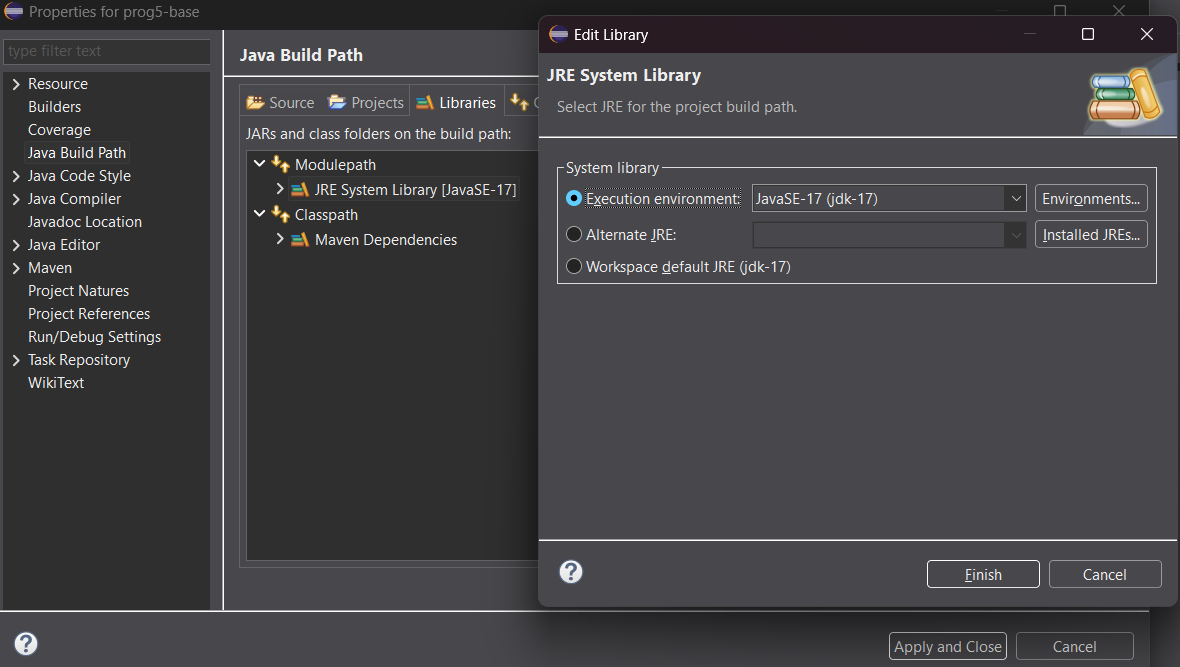 Properties for prog5-base
type filter text
Resource
Builders
Coverage
Java Build Path
Java Code Style
Java Compiler
Javadoc Location
Java Editor
Maven
Project Natures
Project References
Run/Debug Settings
Task Repository
WikiText
Java Build Path
Source Projects Libraries
JARs and class folders on the build path:
Modulepath
JRE System Library [JavaSE-17]
Classpath
Maven Dependencies
Apply and Close Cancel
Edit Library
JRE System Library
Select JRE for the project build path.
System library
Execution environment: JavaSE-17 (jdk-17) Environments...
Alternate JRE: Installed JREs...
Workspace default JRE (jdk-17)
Finish Cancel